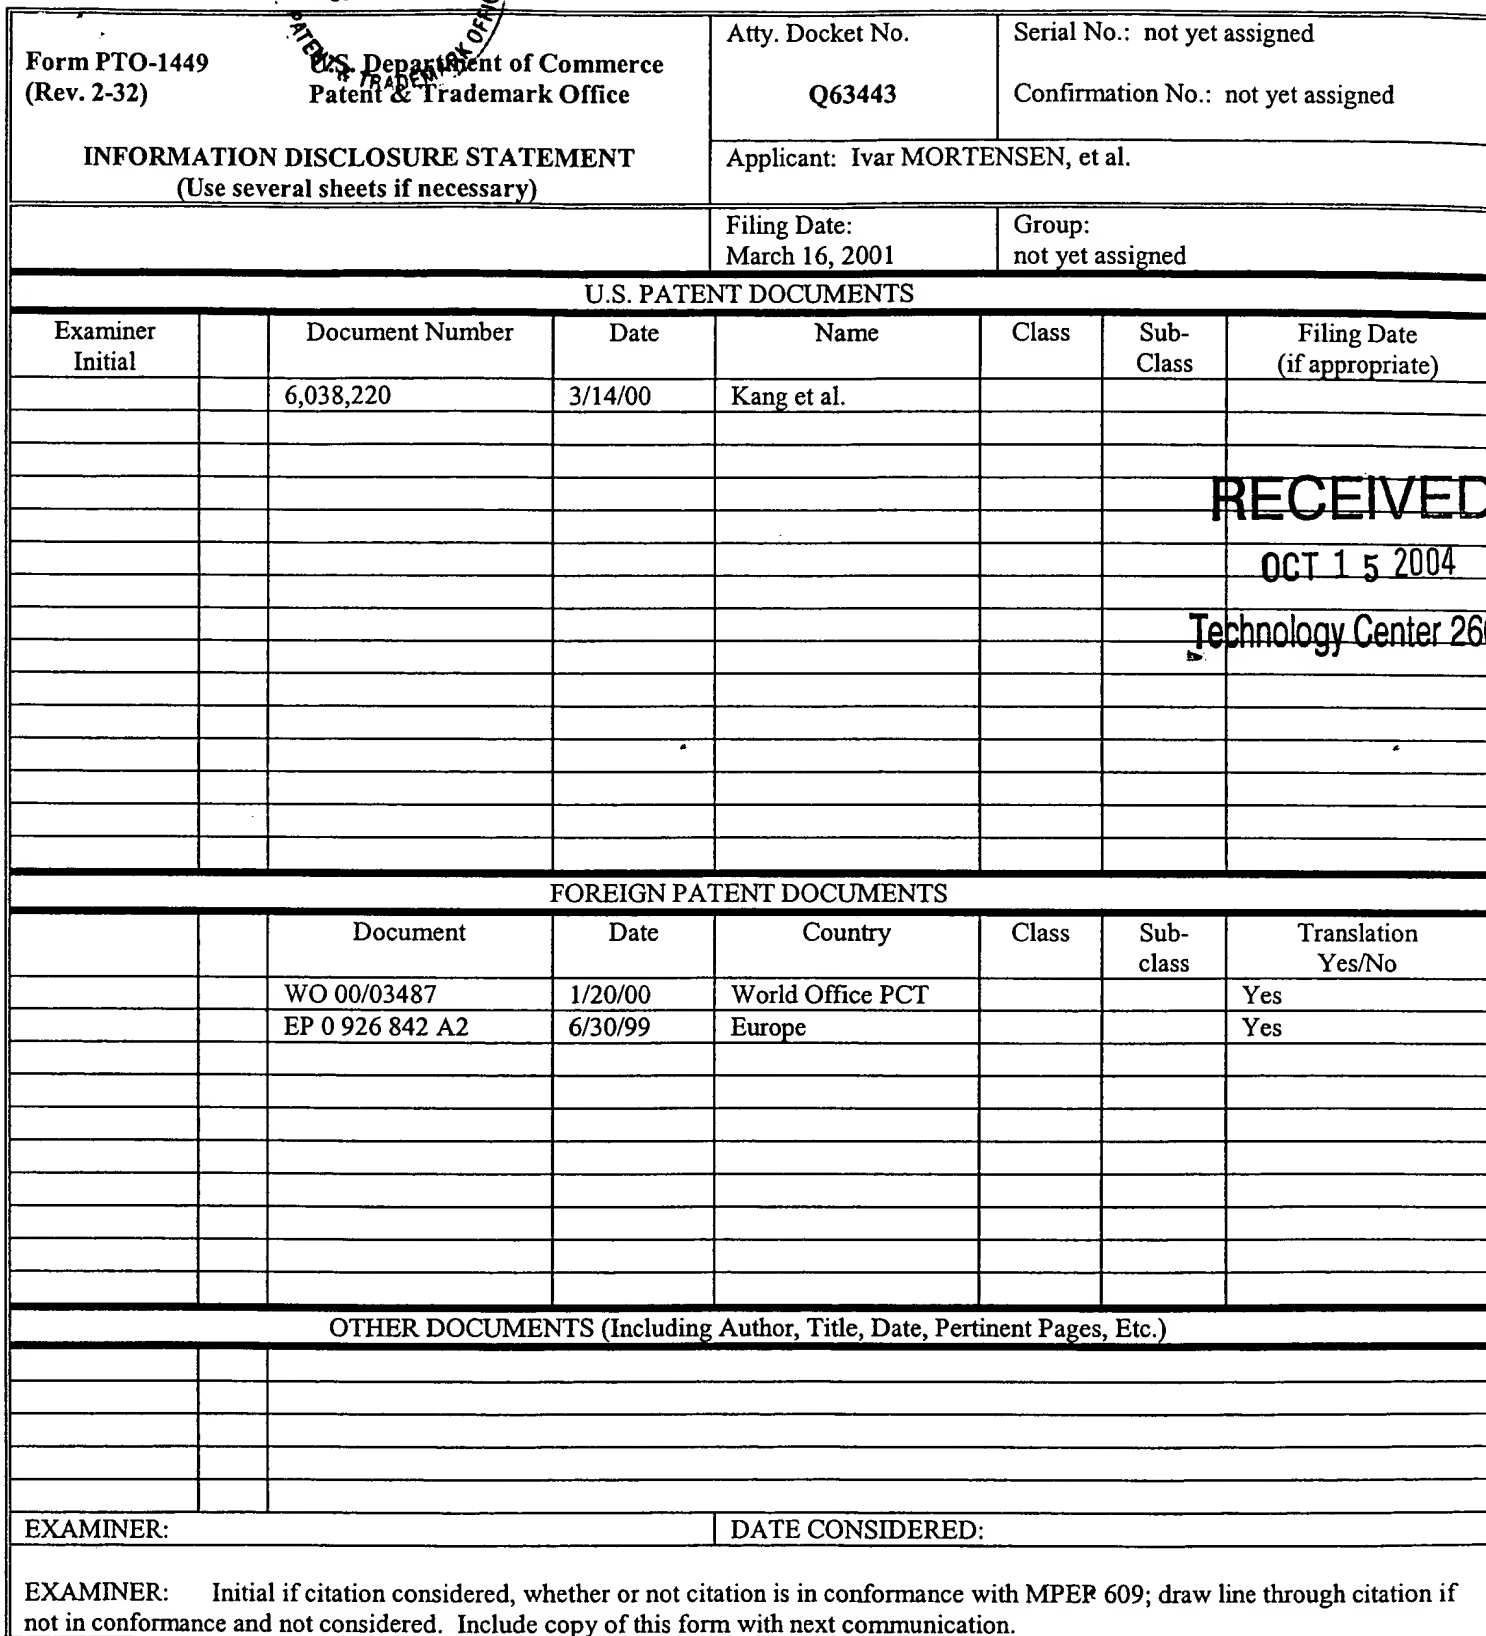 PATENT & TRADEMARK OFFIC
Form PTO-1449 U.S. Department of Commerce
(Rev. 2-32) Patent & Trademark Office
INFORMATION DISCLOSURE STATEMENT
(Use several sheets if necessary)
Atty. Docket No.
Q63443
Serial No.: not yet assigned
Confirmation No.: not yet assigned
Applicant: Ivar MORTENSEN, et al.
Filing Date:
March 16, 2001
Group:
not yet assigned
U.S. PATENT DOCUMENTS
Examiner Initial Document Number Date Name Class Sub-Class Filing Date (if appropriate)
6,038,220 3/14/00 Kang et al.
RECEIVED
OCT 15 2004
Technology Center 26
FOREIGN PATENT DOCUMENTS
Document Date Country Class Sub-class Translation Yes/No
WO 00/03487 1/20/00 World Office PCT Yes
EP 0 926 842 A2 6/30/99 Europe Yes
OTHER DOCUMENTS (Including Author, Title, Date, Pertinent Pages, Etc.)
EXAMINER: DATE CONSIDERED:
EXAMINER: Initial if citation considered, whether or not citation is in conformance with MPEP 609; draw line through citation if
not in conformance and not considered. Include copy of this form with next communication.